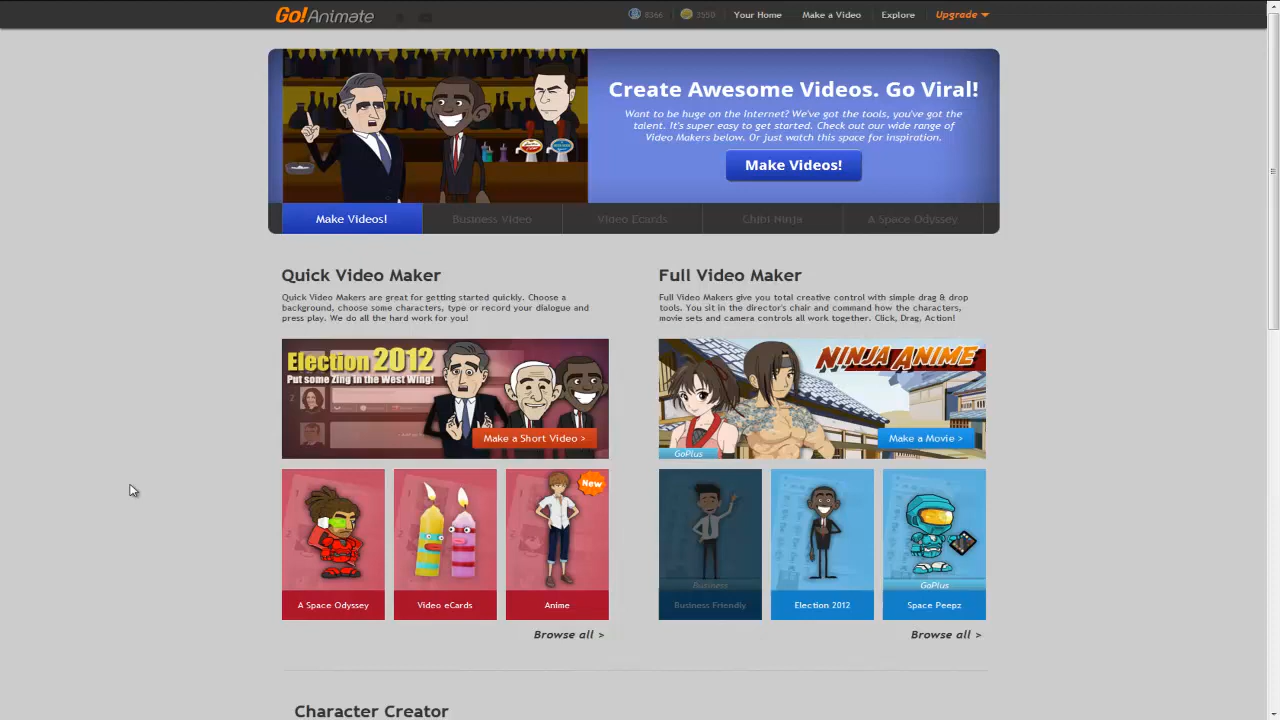 Go!Animate
8366 3550 Your Home Make a Video Explore Upgrade
Create Awesome Videos. Go Viral!
Want to be huge on the Internet? We've got the tools, you've got the
talent. It's super easy to get started. Check out our wide range of
Video Makers below. Or just watch this space for inspiration.
Make Videos!
Make Videos! Business Video Video Ecards Chibi Ninja A Space Odyssey
Quick Video Maker
Quick Video Makers are great for getting started quickly. Choose a
background, choose some characters, type or record your dialogue and
press play. We do all the hard work for you!
Election 2012
Put some Zing in the West Wing!
2
Make a Short Video >
New
A Space Odyssey
Video eCards
Anime
Browse all >
Full Video Maker
Full Video Makers give you total creative control with simple drag & drop
tools. You sit in the director's chair and command how the characters,
movie sets and camera controls all work together. Click, Drag, Action!
NINJA ANIME
GoPlus
Make a Movie >
Business
Business Friendly
Election 2012
GoPlus
Space Peepz
Browse all >
Character Creator